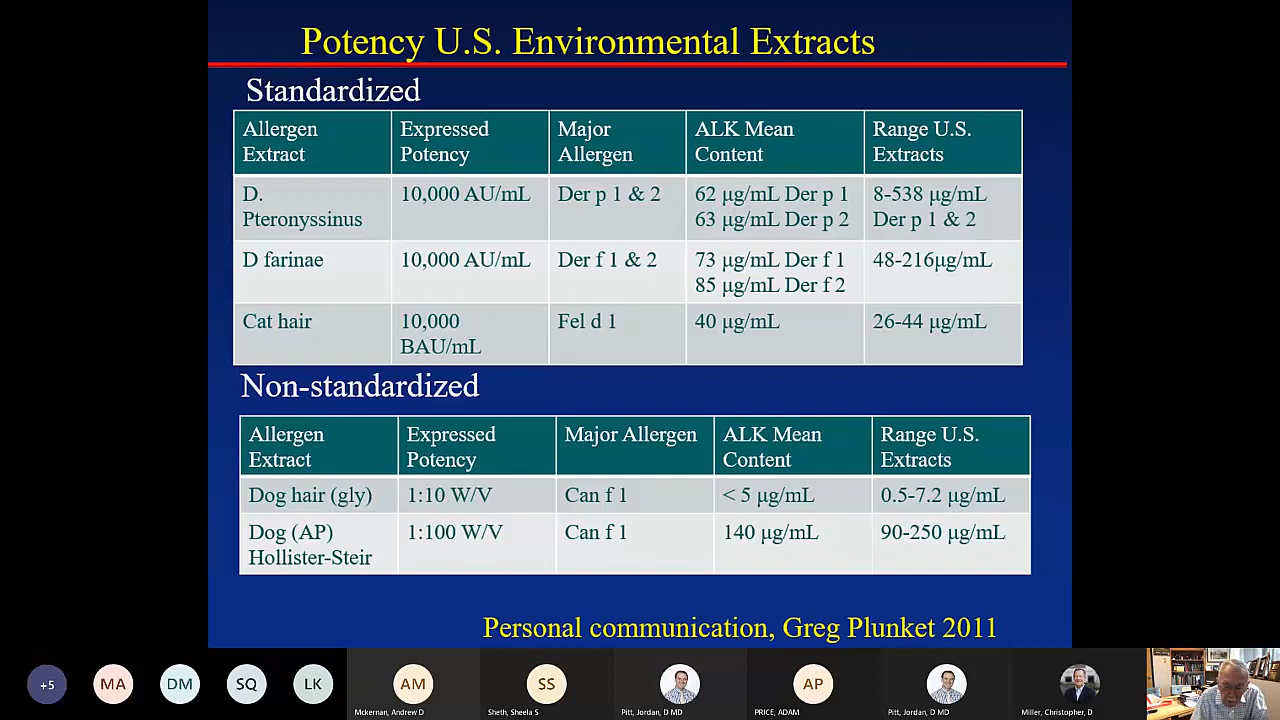 Potency U.S. Environmental Extracts
Standardized
Allergen Extract | Expressed Potency | Major Allergen | ALK Mean Content | Range U.S. Extracts
D. Pteronyssinus | 10,000 AU/mL | Der p 1 & 2 | 62 μg/mL Der p 1 63 μg/mL Der p 2 | 8-538 μg/mL Der p 1 & 2
D farinae | 10,000 AU/mL | Der f 1 & 2 | 73 μg/mL Der f 1 85 μg/mL Der f 2 | 48-216μg/mL
Cat hair | 10,000 BAU/mL | Fel d 1 | 40 μg/mL | 26-44 μg/mL
Non-standardized
Allergen Extract | Expressed Potency | Major Allergen | ALK Mean Content | Range U.S. Extracts
Dog hair (gly) | 1:10 W/V | Can f 1 | < 5 μg/mL | 0.5-7.2 μg/mL
Dog (AP) Hollister-Steir | 1:100 W/V | Can f 1 | 140 μg/mL | 90-250 μg/mL
Personal communication, Greg Plunket 2011
+5 MA DM SQ LK AM SS AP
Mckernan, Andrew D
Sheth, Sheela S
Pitt, Jordan, D MD
PRICE, ADAM
Pitt, Jordan, D MD
Miller, Christopher, D